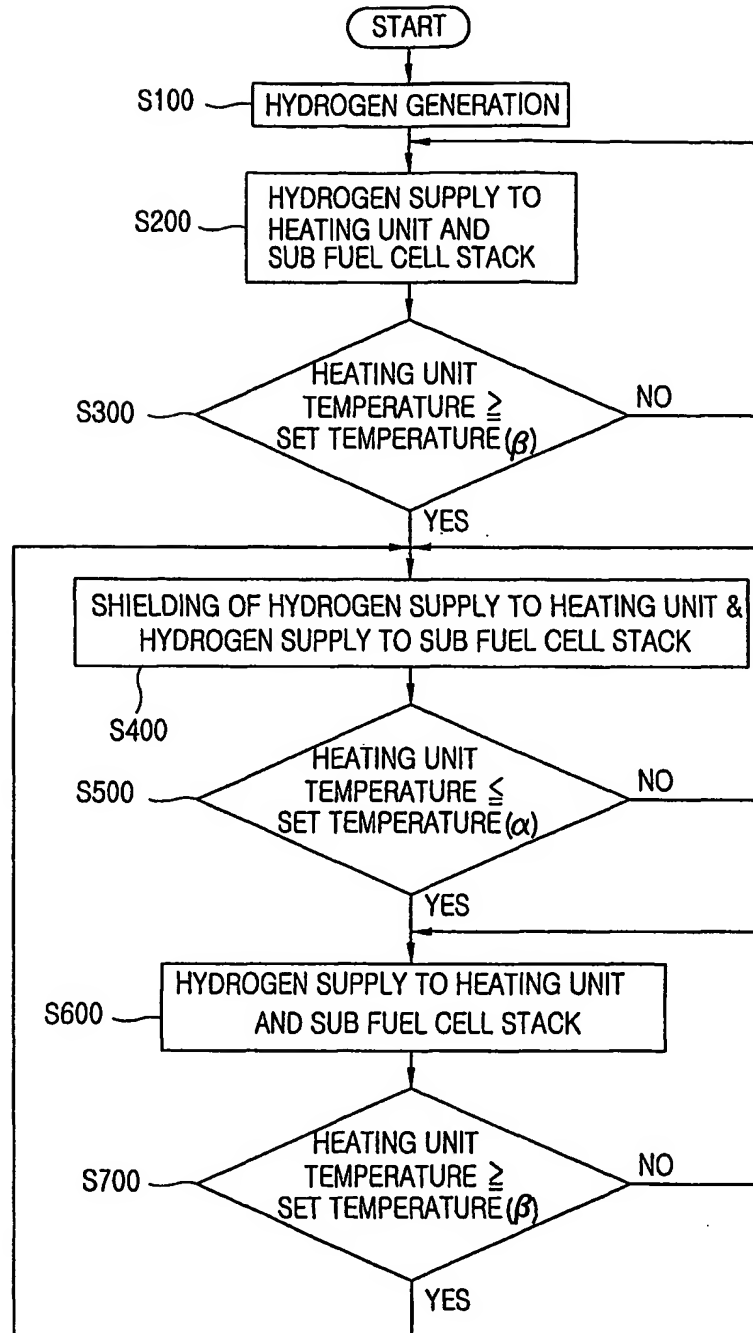 START
S100
HYDROGEN GENERATION
S200
HYDROGEN SUPPLY TO
HEATING UNIT AND
SUB FUEL CELL STACK
S300
HEATING UNIT
TEMPERATURE ≧
SET TEMPERATURE(β)
NO
YES
SHIELDING OF HYDROGEN SUPPLY TO HEATING UNIT &
HYDROGEN SUPPLY TO SUB FUEL CELL STACK
S400
S500
HEATING UNIT
TEMPERATURE ≦
SET TEMPERATURE(α)
NO
YES
S600
HYDROGEN SUPPLY TO HEATING UNIT
AND SUB FUEL CELL STACK
S700
HEATING UNIT
TEMPERATURE ≧
SET TEMPERATURE(β)
NO
YES